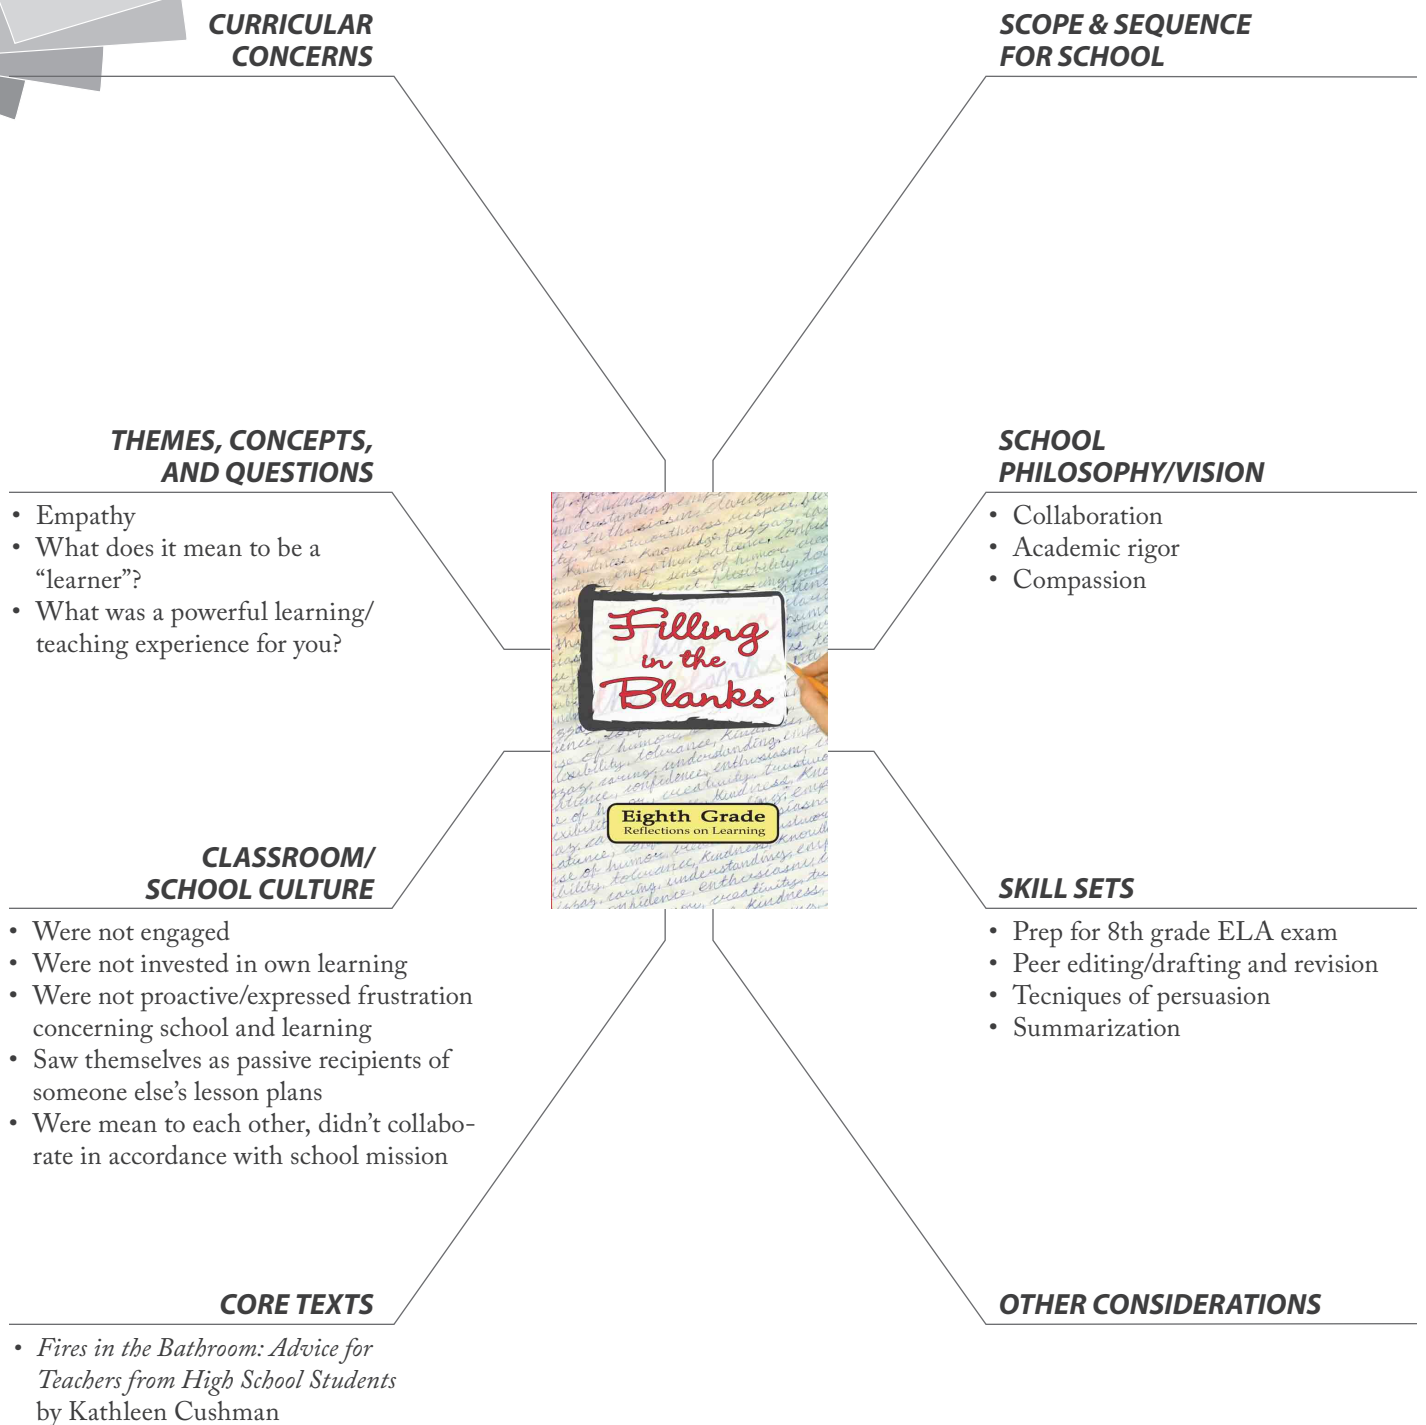 CURRICULAR
CONCERNS
SCOPE & SEQUENCE
FOR SCHOOL
THEMES, CONCEPTS,
AND QUESTIONS
• Empathy
• What does it mean to be a
“learner”?
• What was a powerful learning/
teaching experience for you?
SCHOOL
PHILOSOPHY/VISION
• Collaboration
• Academic rigor
• Compassion
Filling
in the
Blanks
Eighth Grade
Reflections on Learning
CLASSROOM/
SCHOOL CULTURE
• Were not engaged
• Were not invested in own learning
• Were not proactive/expressed frustration
concerning school and learning
• Saw themselves as passive recipients of
someone else’s lesson plans
• Were mean to each other, didn’t collabo-
rate in accordance with school mission
SKILL SETS
• Prep for 8th grade ELA exam
• Peer editing/drafting and revision
• Tecniques of persuasion
• Summarization
CORE TEXTS
• Fires in the Bathroom: Advice for
Teachers from High School Students
by Kathleen Cushman
OTHER CONSIDERATIONS